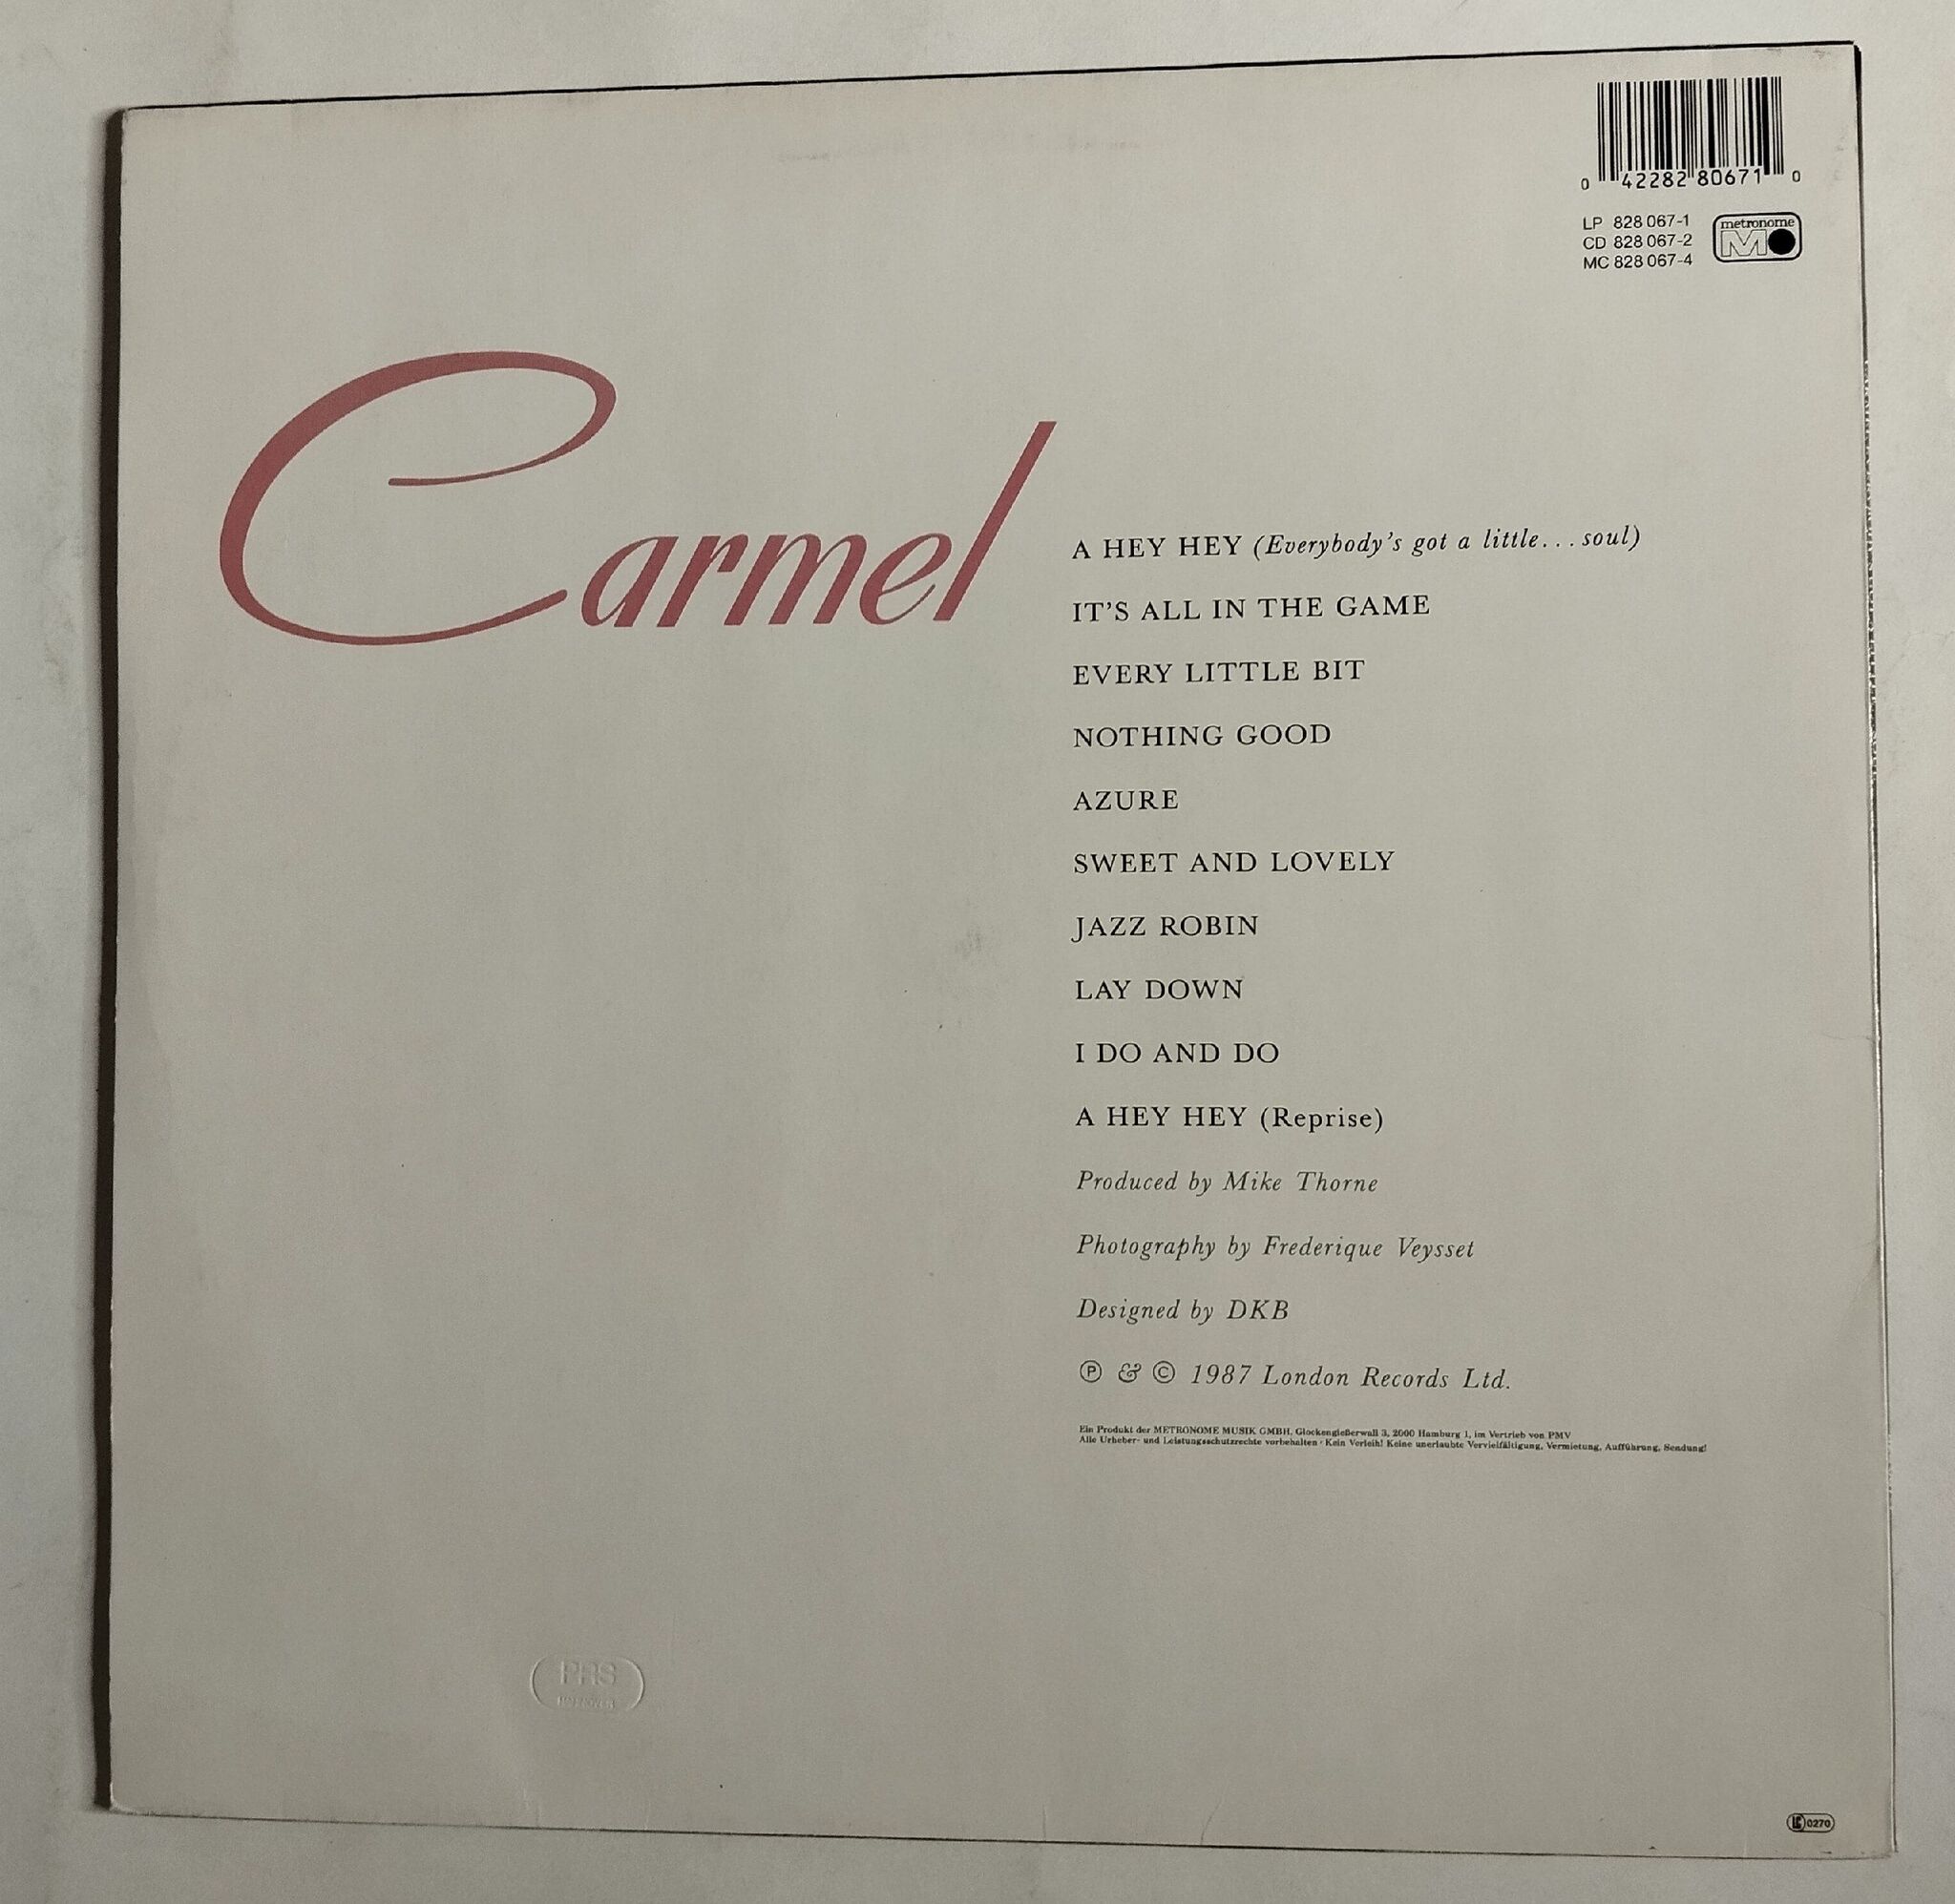 0 42282 80671 0
LP 828 067-1
CD 828 067-2
MC 828 067-4
metronome
Carmel
A HEY HEY (Everybody's got a little... soul)
IT'S ALL IN THE GAME
EVERY LITTLE BIT
NOTHING GOOD
AZURE
SWEET AND LOVELY
JAZZ ROBIN
LAY DOWN
I DO AND DO
A HEY HEY (Reprise)
Produced by Mike Thorne
Photography by Frederique Veysset
Designed by DKB
Ⓟ & © 1987 London Records Ltd.
Ein Produkt der METRONOME MUSIK GMBH, Glockengießerwall 3, 2000 Hamburg 1, im Vertrieb von PMV
Alle Urheber- und Leistungsschutzrechte vorbehalten · Kein Verleih! Keine unerlaubte Vervielfältigung, Vermietung, Aufführung, Sendung!
LC 0270